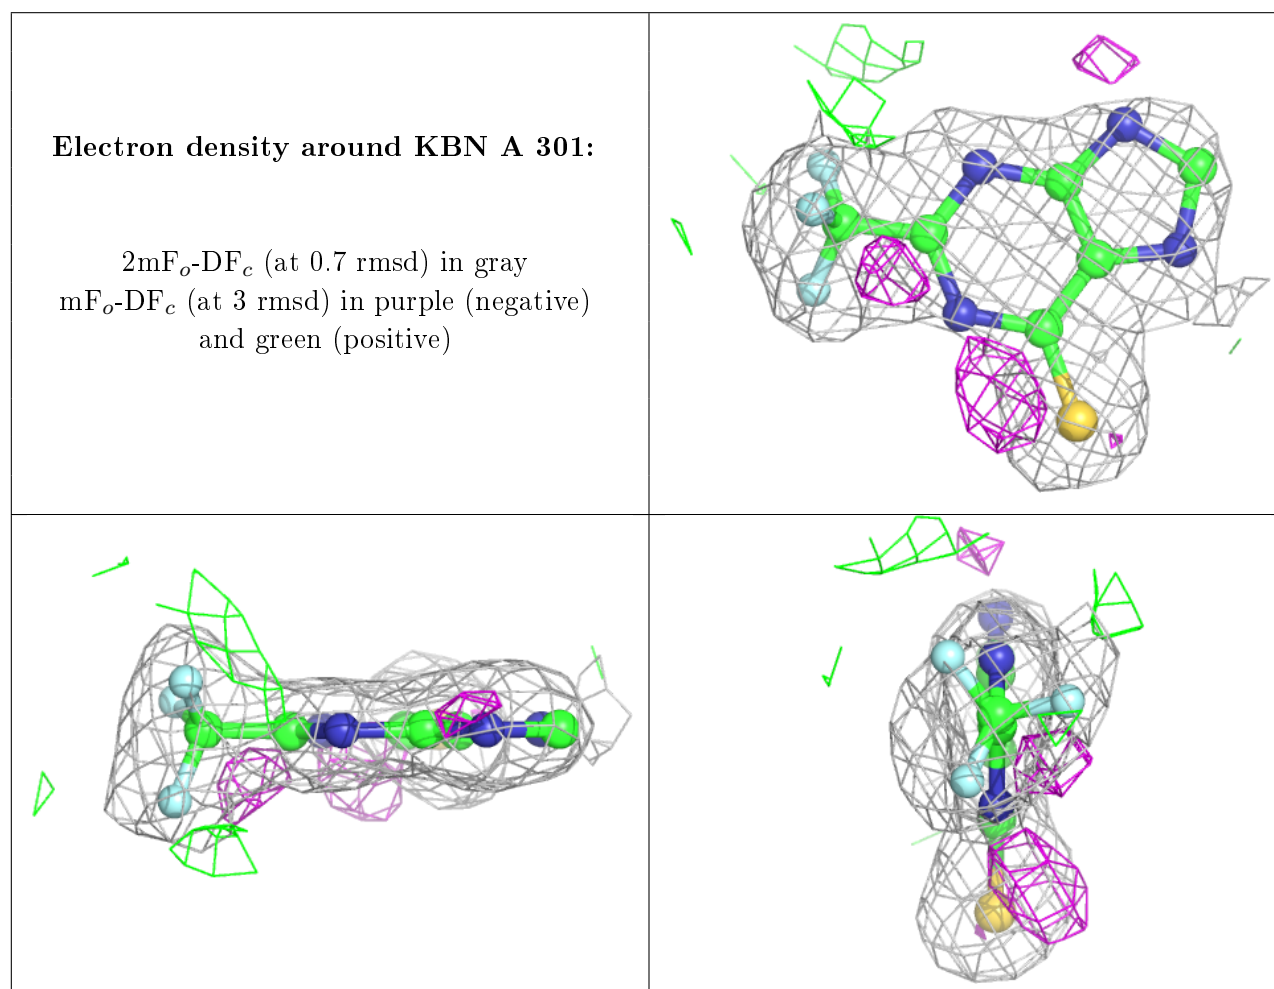 Electron density around KBN A 301:
2mFo-DFc (at 0.7 rmsd) in gray
mFo-DFc (at 3 rmsd) in purple (negative)
and green (positive)